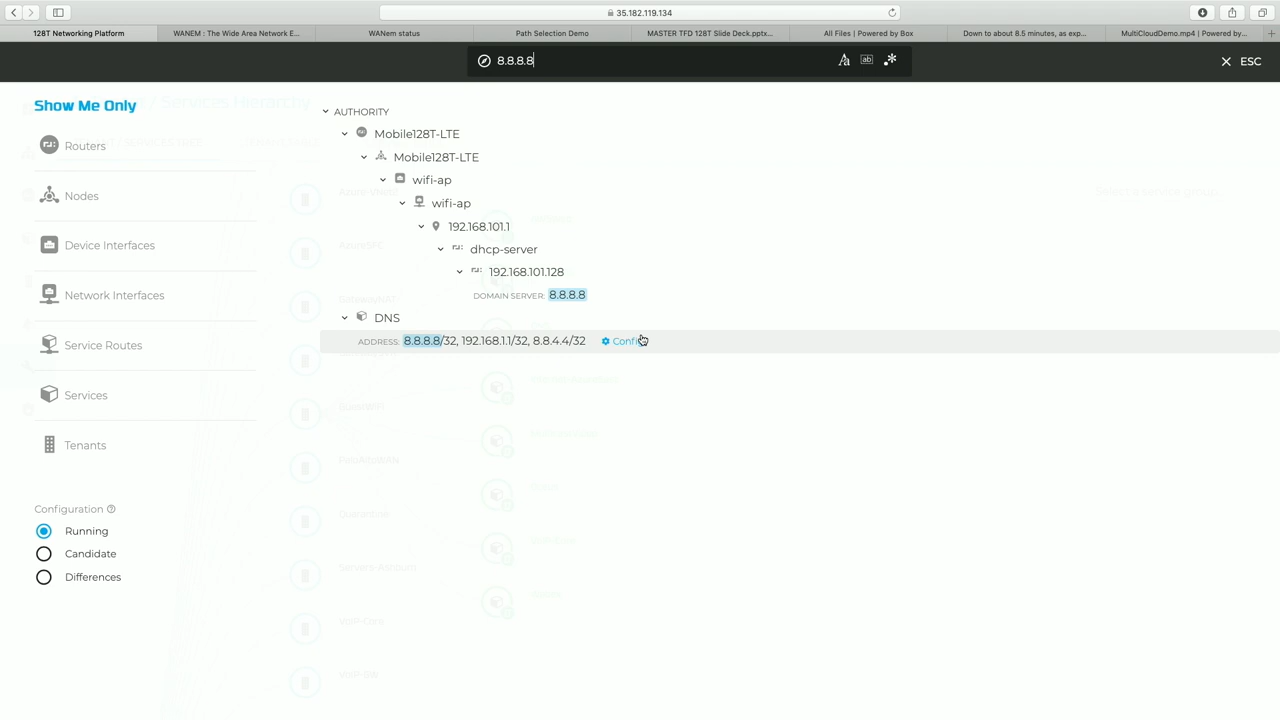 35.182.119.134
128T Networking Platform
WANEM : The Wide Area Network E...
WANem status
Path Selection Demo
MASTER TFD 128T Slide Deck.pptx...
All Files | Powered by Box
Down to about 8.5 minutes, as exp...
MultiCloudDemo.mp4 | Powered by...
8.8.8.8
ab
ESC
Show Me Only
/ Services Hierarchy
Routers
Nodes
Device Interfaces
Network Interfaces
Service Routes
Services
Tenants
Configuration
Running
Candidate
Differences
AUTHORITY
Mobile128T-LTE
Mobile128T-LTE
wifi-ap
wifi-ap
192.168.101.1
dhcp-server
192.168.101.128
DOMAIN SERVER: 8.8.8.8
DNS
ADDRESS: 8.8.8.8/32, 192.168.1.1/32, 8.8.4.4/32
PaloAltoWAN
Quarantine